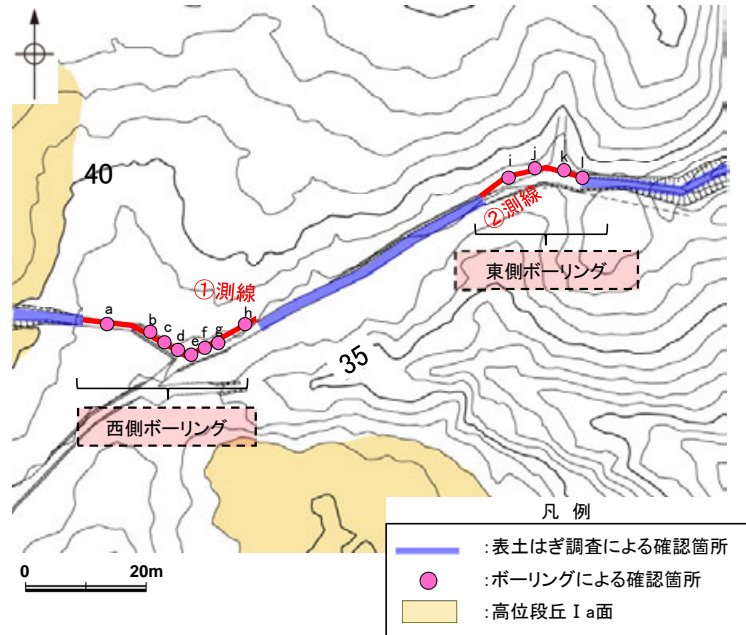 40
i
j
k
l
②測線
東側ボーリング
①測線
a
b
c
d
e
f
g
h
35
西側ボーリング
凡 例
:表土はぎ調査による確認箇所
:ボーリングによる確認箇所
:高位段丘Ⅰa面
0
20m